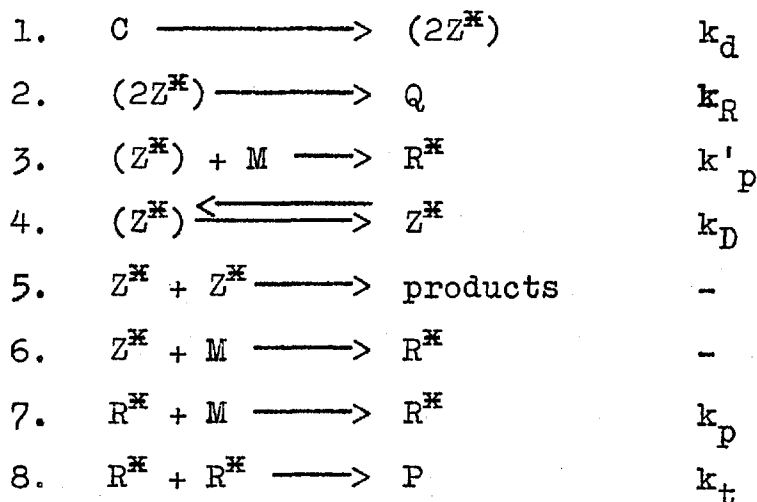 1. C ⟶ (2Z*) k_d
2. (2Z*) ⟶ Q k_R
3. (Z*) + M ⟶ R* k'_p
4. (Z*) ⇄ Z* k_D
5. Z* + Z* ⟶ products -
6. Z* + M ⟶ R* -
7. R* + M ⟶ R* k_p
8. R* + R* ⟶ P k_t